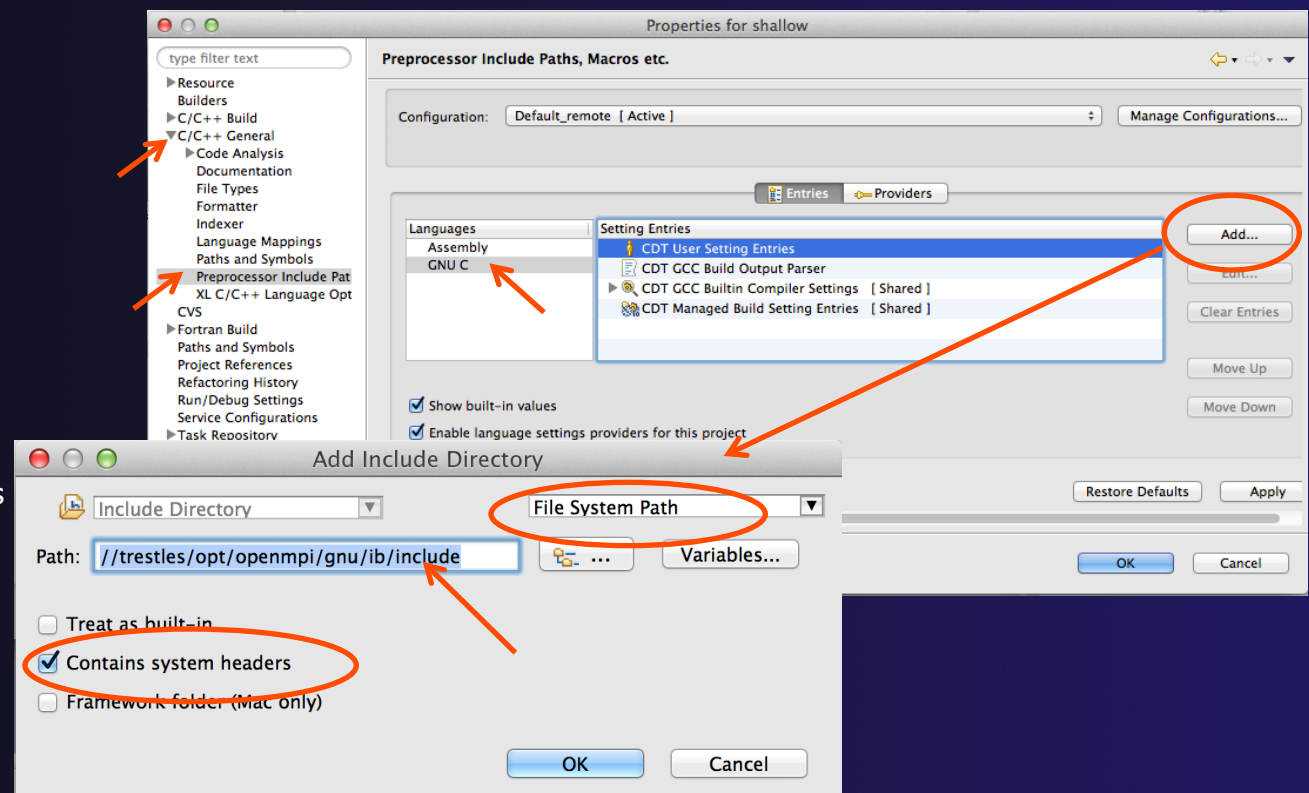 Properties for shallow
type filter text
Resource
Builders
C/C++ Build
C/C++ General
Code Analysis
Documentation
File Types
Formatter
Indexer
Language Mappings
Paths and Symbols
Preprocessor Include Pat
XL C/C++ Language Opt
CVS
Fortran Build
Paths and Symbols
Project References
Refactoring History
Run/Debug Settings
Service Configurations
Task Repository
Preprocessor Include Paths, Macros etc.
Configuration: Default_remote [ Active ] Manage Configurations...
Entries Providers
Languages
Assembly
GNU C
Setting Entries
CDT User Setting Entries
CDT GCC Build Output Parser
CDT GCC Builtin Compiler Settings [ Shared ]
CDT Managed Build Setting Entries [ Shared ]
Add...
Edit...
Clear Entries
Move Up
Move Down
Show built-in values
Enable language settings providers for this project
Restore Defaults Apply
OK Cancel
s
Add Include Directory
Include Directory File System Path
Path: //trestles/opt/openmpi/gnu/ib/include ... Variables...
Treat as built-in
Contains system headers
Framework folder (Mac only)
OK Cancel